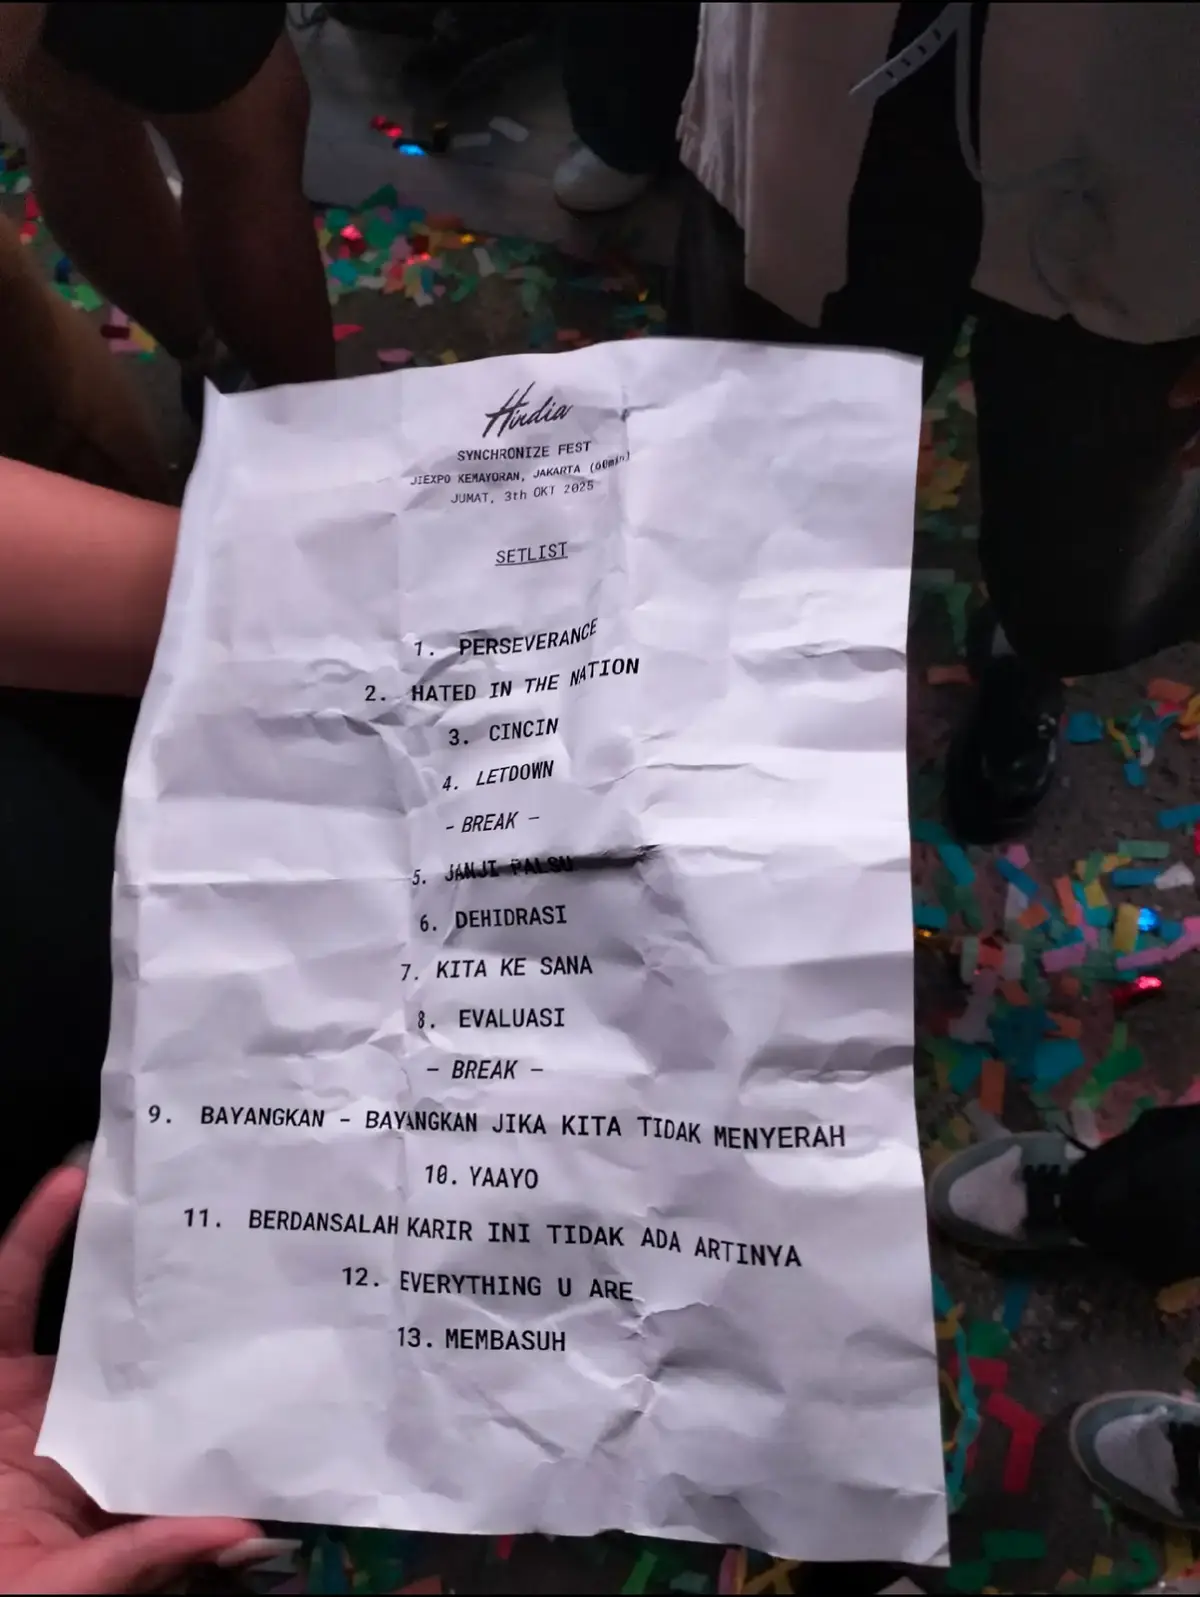 Hindia
SYNCHRONIZE FEST
JIEXPO KEMAYORAN, JAKARTA (60min)
JUMAT, 3th OKT 2025
SETLIST
1. PERSEVERANCE
2. HATED IN THE NATION
3. CINCIN
4. LETDOWN
- BREAK -
5. JANJI PALSU
6. DEHIDRASI
7. KITA KE SANA
8. EVALUASI
- BREAK -
9. BAYANGKAN - BAYANGKAN JIKA KITA TIDAK MENYERAH
10. YAAYO
11. BERDANSALAH KARIR INI TIDAK ADA ARTINYA
12. EVERYTHING U ARE
13. MEMBASUH